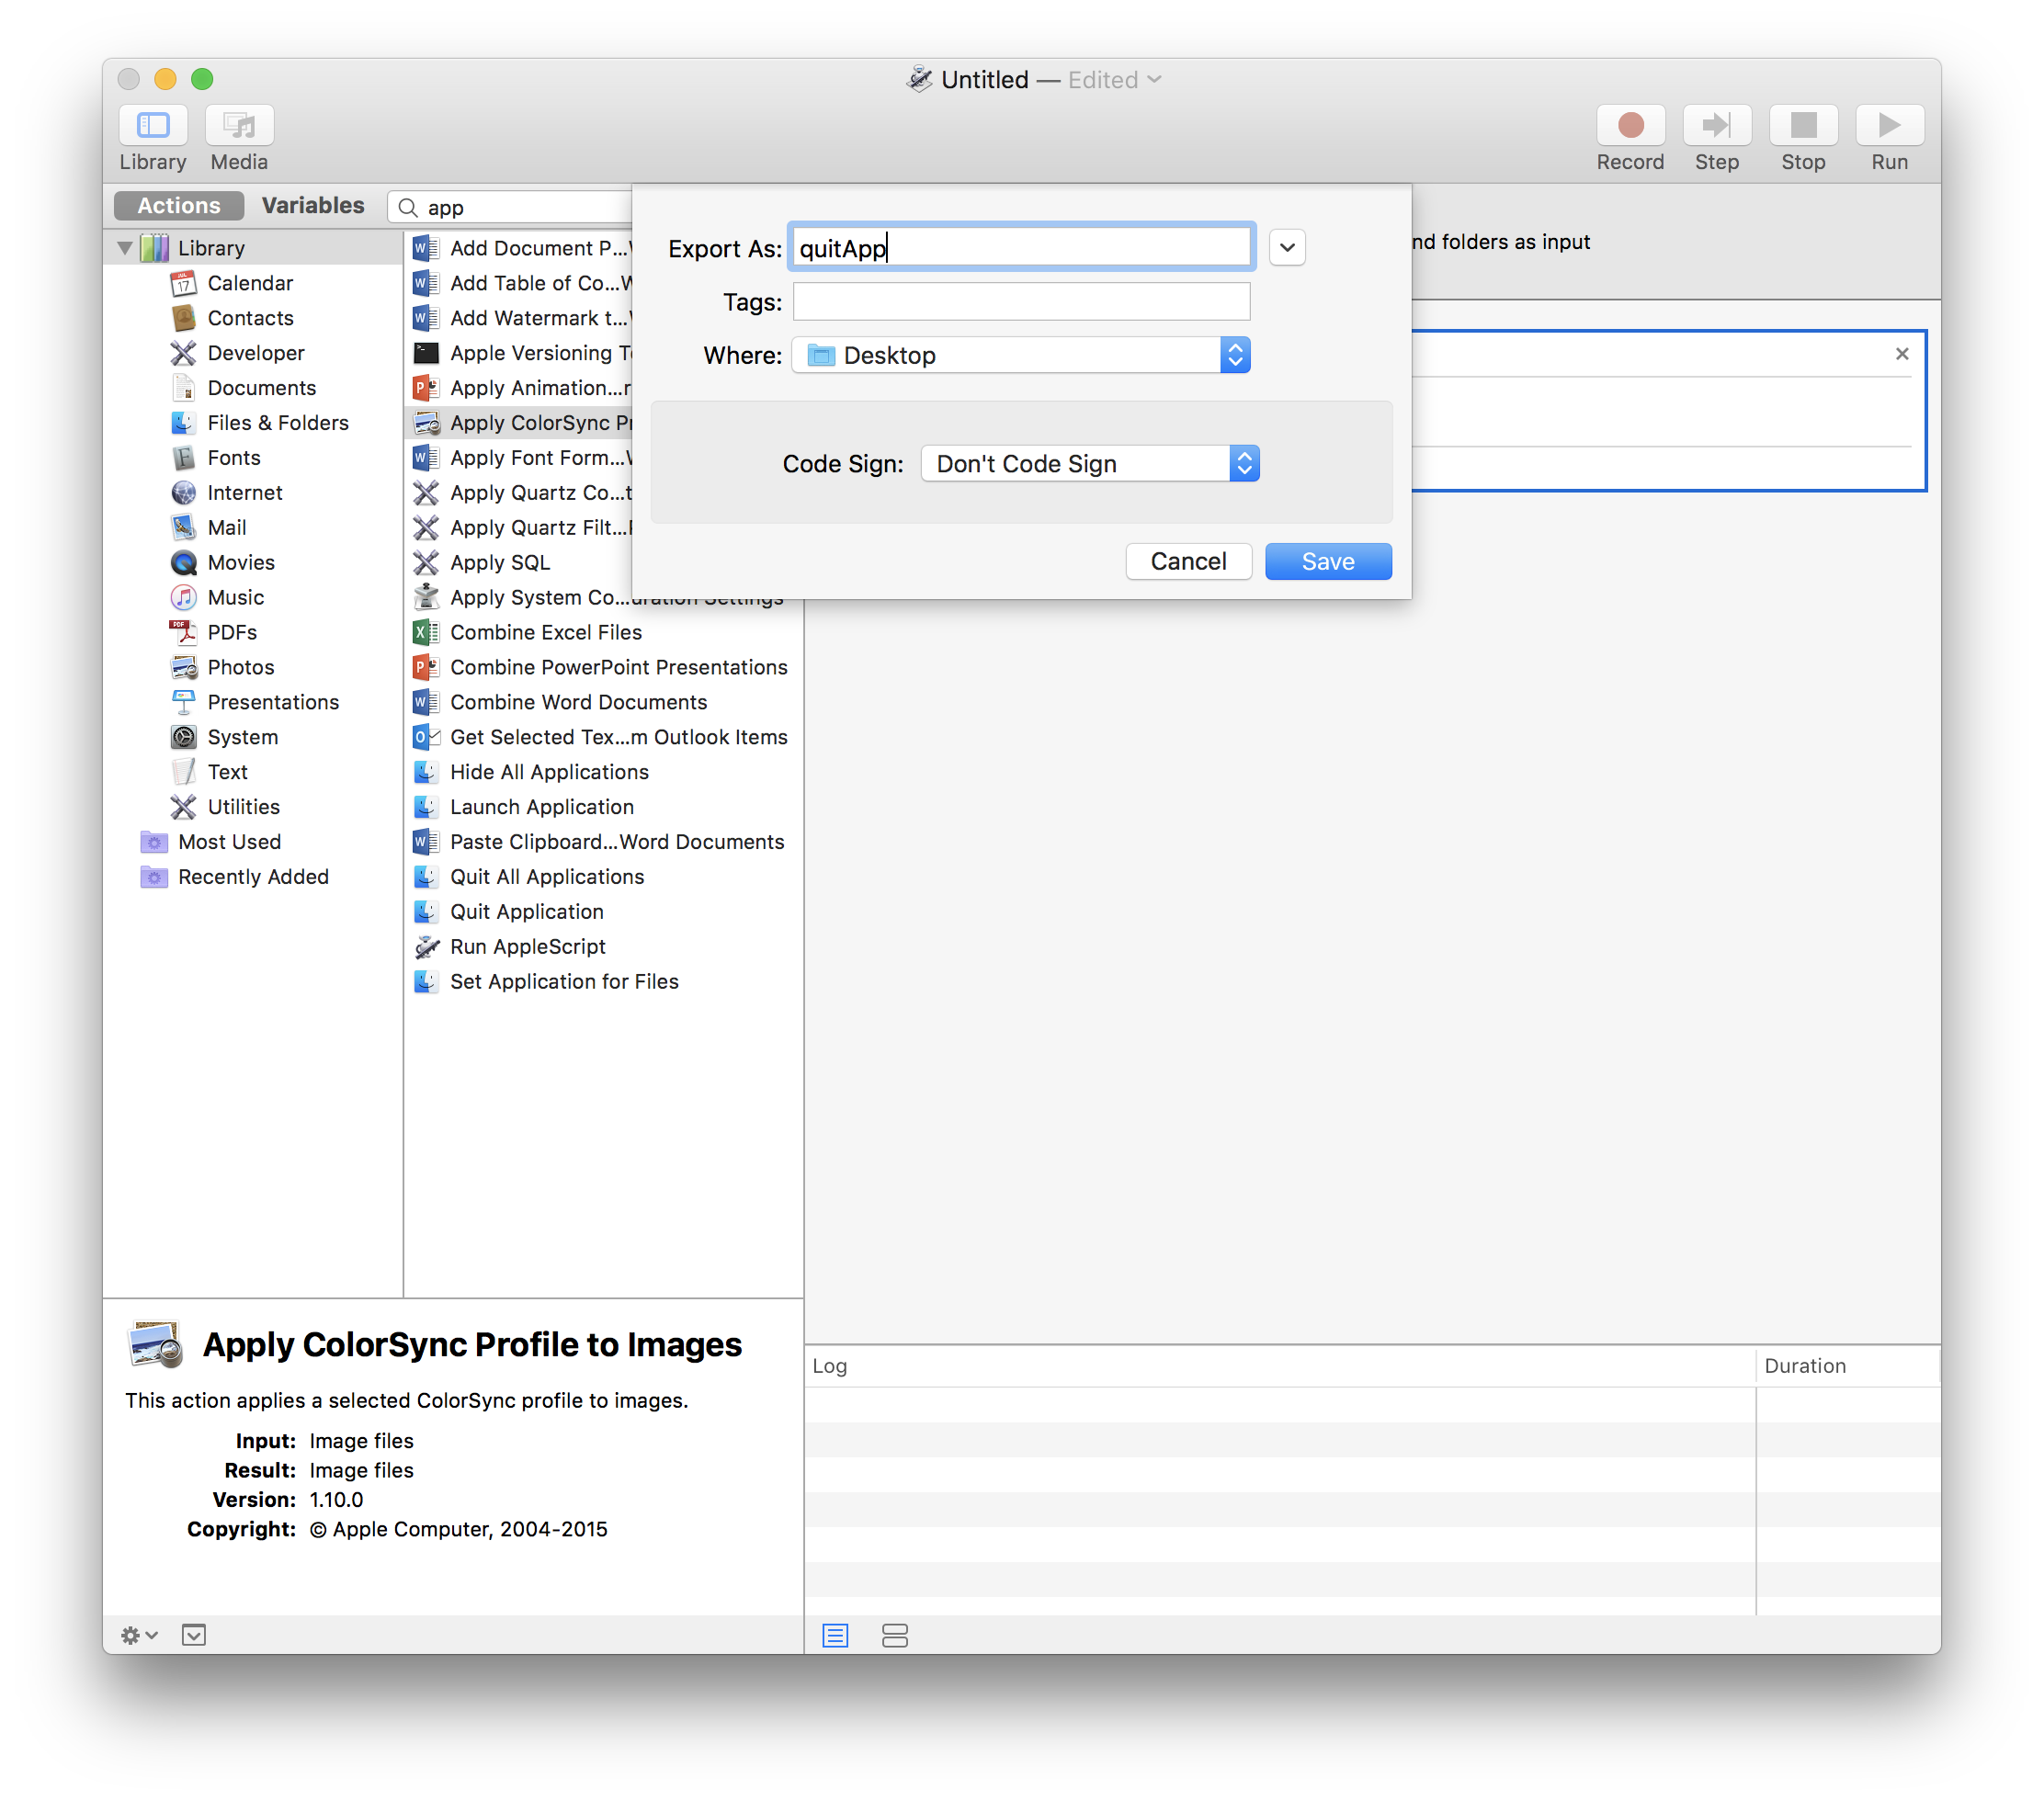 Untitled — Edited
Library
Media
Record
Step
Stop
Run
Actions
Variables
app
Library
Calendar
Contacts
Developer
Documents
Files & Folders
Fonts
Internet
Mail
Movies
Music
PDFs
Photos
Presentations
System
Text
Utilities
Most Used
Recently Added
Add Document P...
Add Table of Co...
Add Watermark t...
Apple Versioning T
Apply Animation...
Apply ColorSync Pr
Apply Font Form...
Apply Quartz Co...t
Apply Quartz Filt...
Apply SQL
Apply System Co...uration Settings
Combine Excel Files
Combine PowerPoint Presentations
Combine Word Documents
Get Selected Tex...m Outlook Items
Hide All Applications
Launch Application
Paste Clipboard...Word Documents
Quit All Applications
Quit Application
Run AppleScript
Set Application for Files
Export As: quitApp
Tags:
Where: Desktop
Code Sign: Don't Code Sign
Cancel
Save
nd folders as input
Apply ColorSync Profile to Images
This action applies a selected ColorSync profile to images.
Input: Image files
Result: Image files
Version: 1.10.0
Copyright: © Apple Computer, 2004-2015
Log
Duration